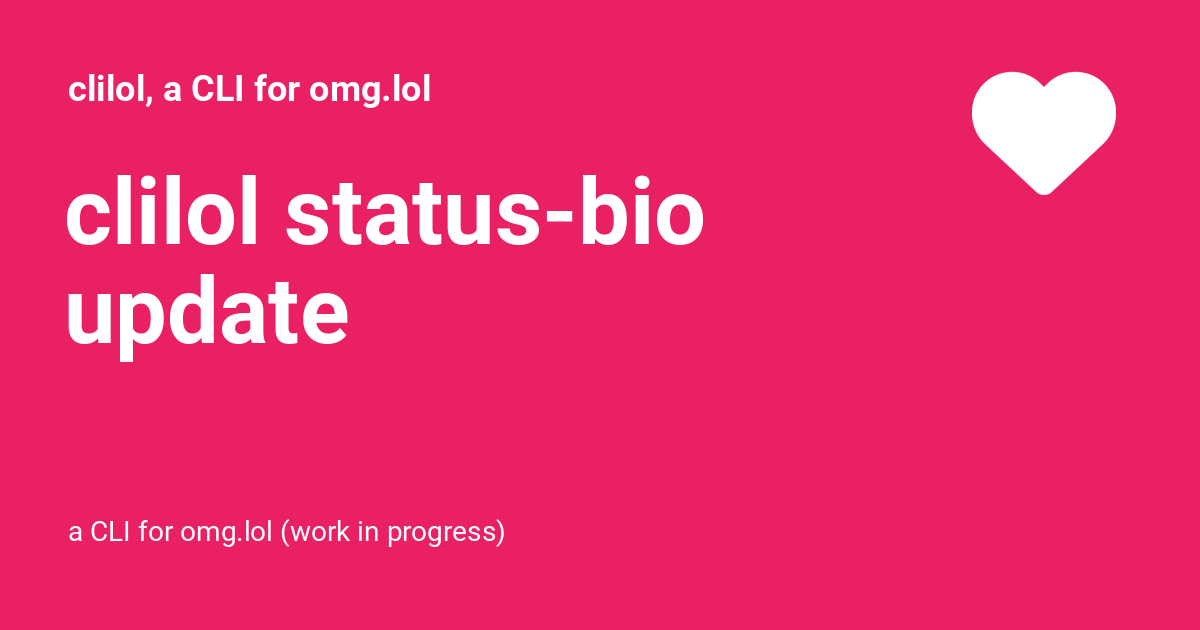 clilol, a CLI for omg.lol
clilol status-bio
update
a CLI for omg.lol (work in progress)